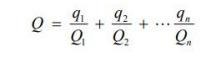 Q = q₁/Q₁ + q₂/Q₂ + ⋯ qₙ/Qₙ